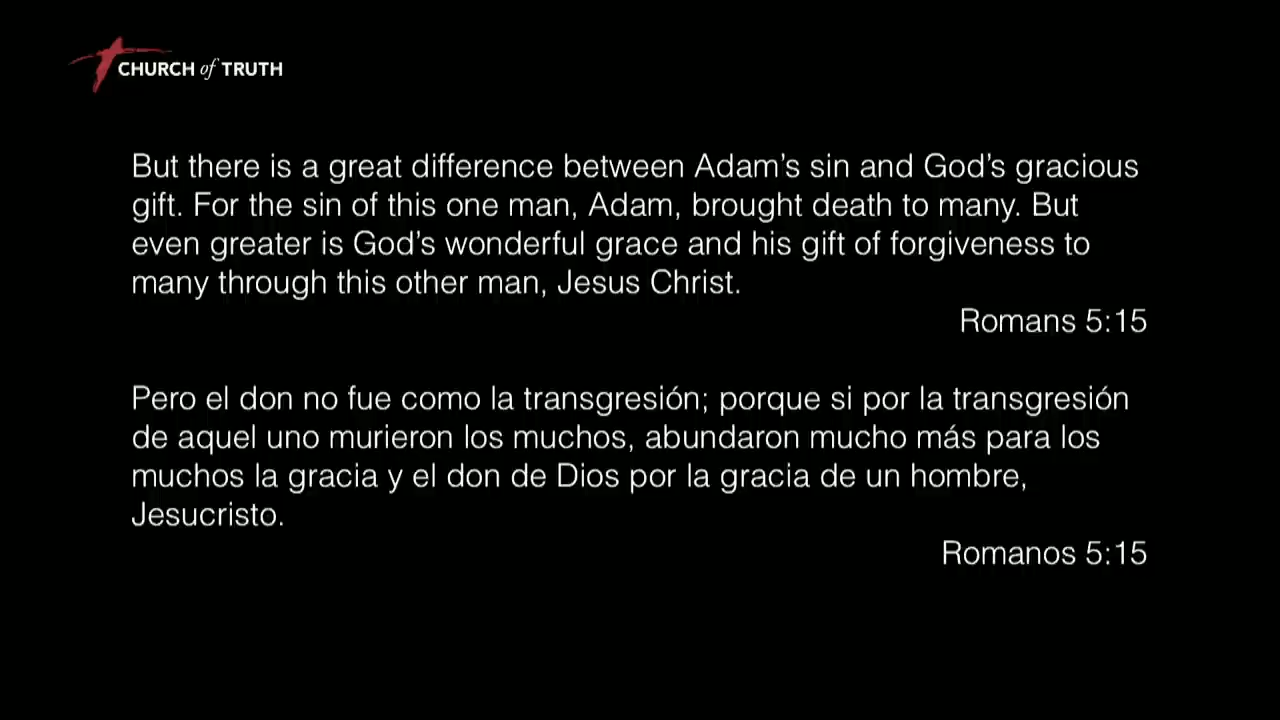 CHURCH of TRUTH
But there is a great difference between Adam’s sin and God’s gracious
gift. For the sin of this one man, Adam, brought death to many. But
even greater is God’s wonderful grace and his gift of forgiveness to
many through this other man, Jesus Christ.
Romans 5:15
Pero el don no fue como la transgresión; porque si por la transgresión
de aquel uno murieron los muchos, abundaron mucho más para los
muchos la gracia y el don de Dios por la gracia de un hombre,
Jesucristo.
Romanos 5:15